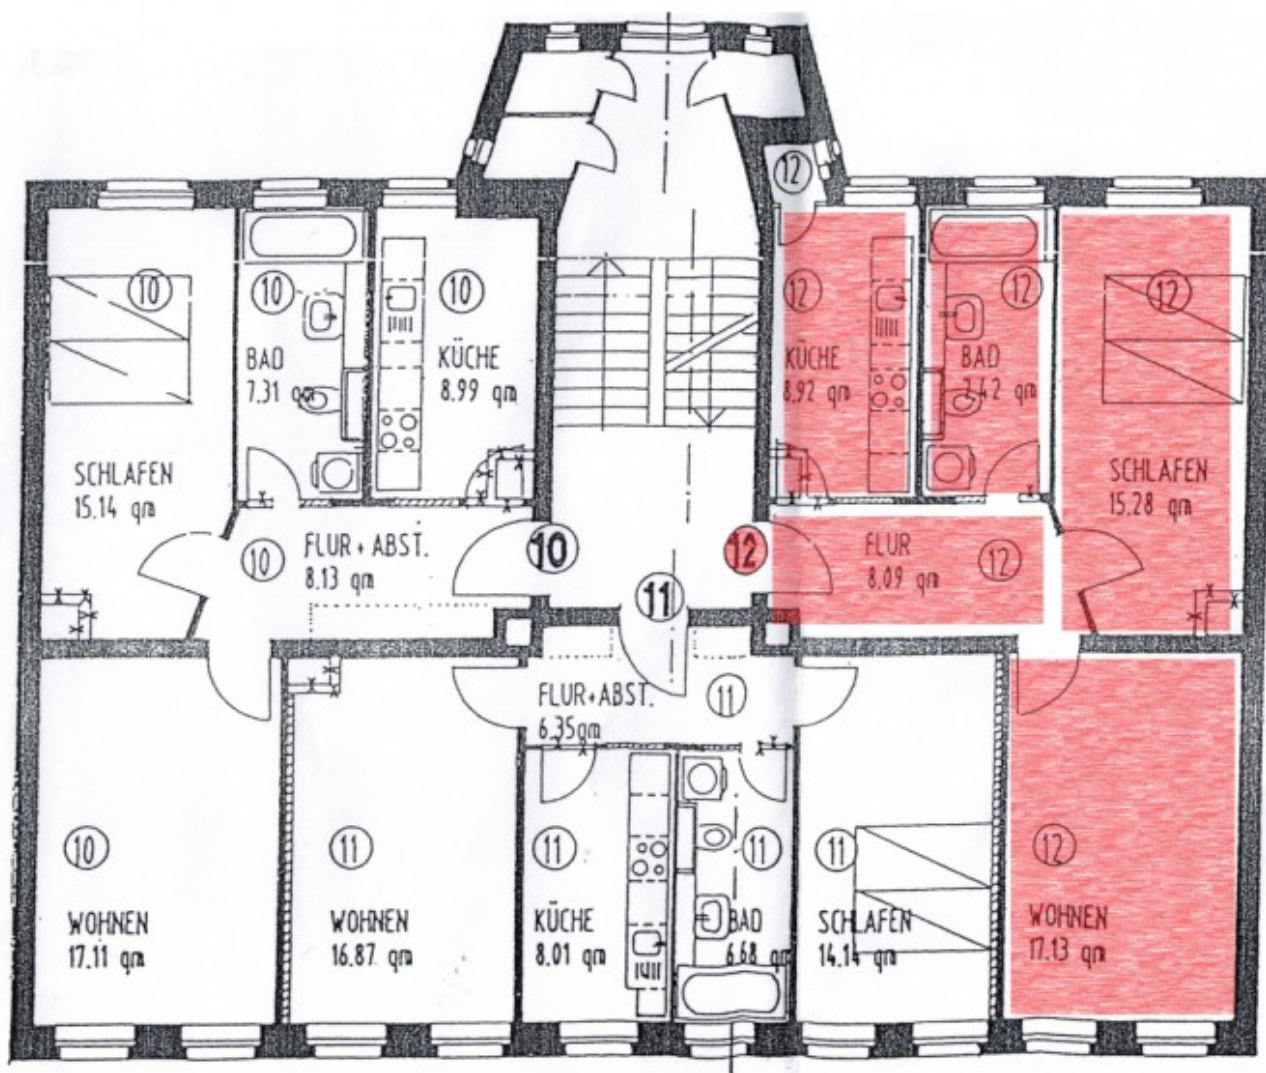 12
10
10
10
12
12
12
BAD
7.31 qm
KÜCHE
8.99 qm
KÜCHE
8.92 qm
BAD
7.42 qm
SCHLAFEN
15.14 qm
SCHLAFEN
15.28 qm
10
FLUR + ABST.
8.13 qm
10
12
FLUR
8.09 qm
12
11
FLUR+ABST.
6.35qm
11
10
11
11
11
11
12
WOHNEN
17.11 qm
WOHNEN
16.87 qm
KÜCHE
8.01 qm
BAD
6.68 qm
SCHLAFEN
14.14 qm
WOHNEN
17.13 qm